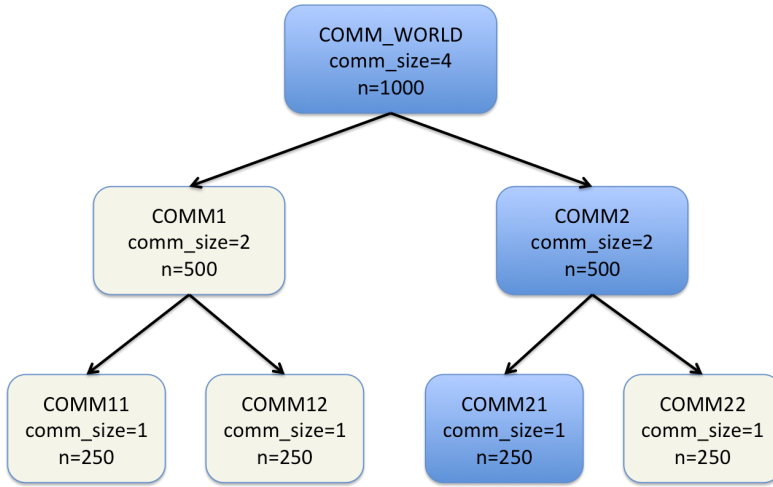 COMM_WORLD
comm_size=4
n=1000
COMM1
comm_size=2
n=500
COMM2
comm_size=2
n=500
COMM11
comm_size=1
n=250
COMM12
comm_size=1
n=250
COMM21
comm_size=1
n=250
COMM22
comm_size=1
n=250